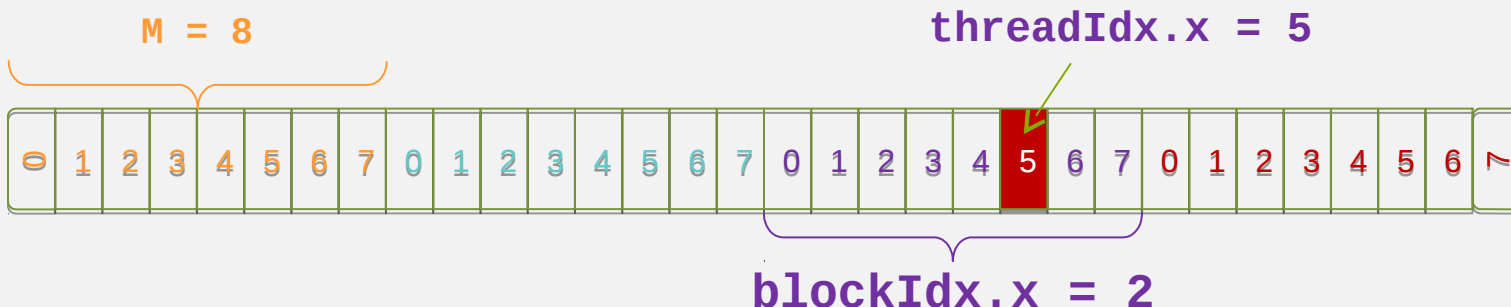 M = 8
threadIdx.x = 5
0 1 2 3 4 5 6 7 0 1 2 3 4 5 6 7 0 1 2 3 4 5 6 7 0 1 2 3 4 5 6 7
blockIdx.x = 2